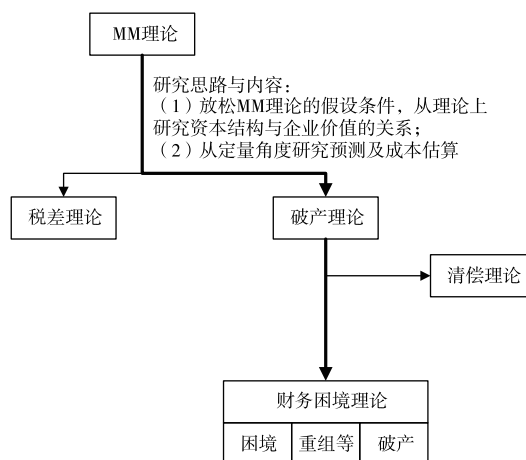 MM理论
研究思路与内容：
（1）放松MM理论的假设条件，从理论上
研究资本结构与企业价值的关系；
（2）从定量角度研究预测及成本估算
税差理论
破产理论
清偿理论
财务困境理论
困境
重组等
破产